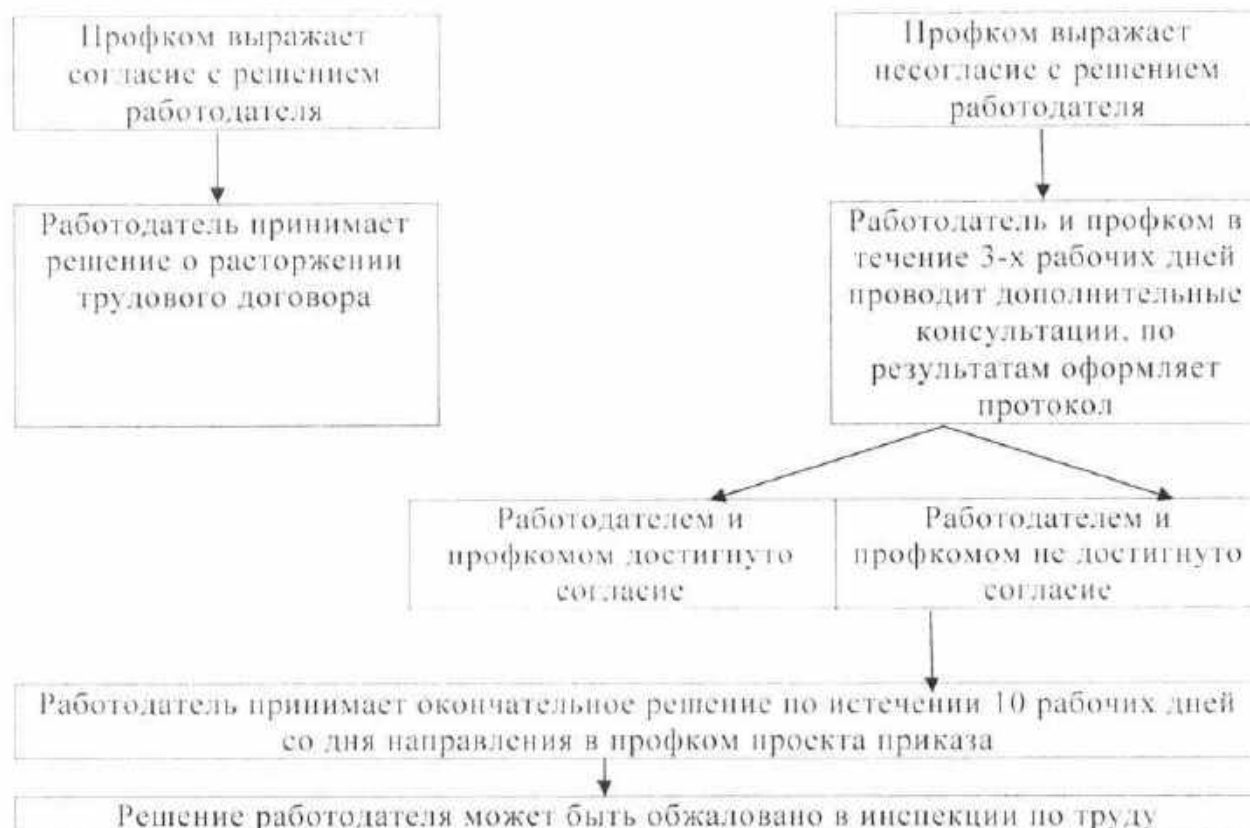 Профком выражает
согласие с решением
работодателя
Профком выражает
несогласие с решением
работодателя
Работодатель принимает
решение о расторжении
трудового договора
Работодатель и профком в
течение 3-х рабочих дней
проводит дополнительные
консультации, по
результатам оформляет
протокол
Работодателем и
профкомом достигнуто
согласие
Работодателем и
профкомом не достигнуто
согласие
Работодатель принимает окончательное решение по истечении 10 рабочих дней
со дня направления в профком проекта приказа
Решение работодателя может быть обжаловано в инспекции по труду